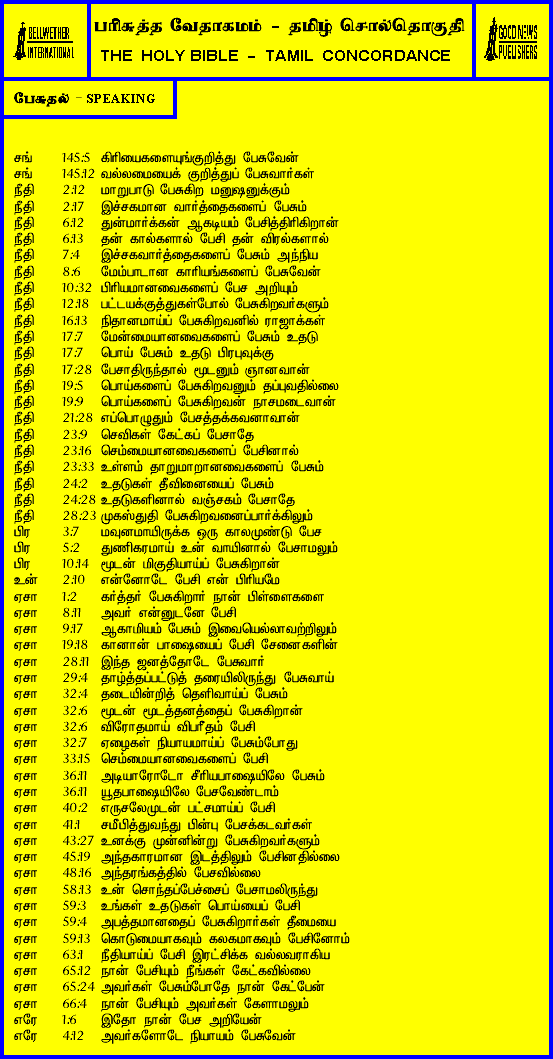 BELLWETHER
INTERNATIONAL
பரிசுத்த வேதாகமம் - தமிழ் சொல்தொகுதி
THE HOLY BIBLE - TAMIL CONCORDANCE
GOOD NEWS
PUBLISHERS
பேசுதல் - SPEAKING
சங் 145:5 கிரியைகளையுங்குறித்து பேசுவேன்
சங் 145:12 வல்லமையைக் குறித்துப் பேசுவார்கள்
நீதி 2:12 மாறுபாடு பேசுகிற மனுஷனுக்கும்
நீதி 2:17 இச்சகமான வார்த்தைகளைப் பேசும்
நீதி 6:12 துன்மார்க்கன் ஆகடியம் பேசித்திரிகிறான்
நீதி 6:13 தன் கால்களால் பேசி தன் விரல்களால்
நீதி 7:4 இச்சகவார்த்தைகளைப் பேசும் அந்நிய
நீதி 8:6 மேம்பாடான காரியங்களைப் பேசுவேன்
நீதி 10:32 பிரியமானவைகளைப் பேச அறியும்
நீதி 12:18 பட்டயக்குத்துகள்போல் பேசுகிறவர்களும்
நீதி 16:13 நிதானமாய்ப் பேசுகிறவனில் ராஜாக்கள்
நீதி 17:7 மேன்மையானவைகளைப் பேசும் உதடு
நீதி 17:7 பொய் பேசும் உதடு பிரபுவுக்கு
நீதி 17:28 பேசாதிருந்தால் மூடனும் ஞானவான்
நீதி 19:5 பொய்களைப் பேசுகிறவனும் தப்புவதில்லை
நீதி 19:9 பொய்களைப் பேசுகிறவன் நாசமடைவான்
நீதி 21:28 எப்பொழுதும் பேசத்தக்கவனாவான்
நீதி 23:9 செவிகள் கேட்கப் பேசாதே
நீதி 23:16 செம்மையானவைகளைப் பேசினால்
நீதி 23:33 உள்ளம் தாறுமாறானவைகளைப் பேசும்
நீதி 24:2 உதடுகள் தீவினையைப் பேசும்
நீதி 24:28 உதடுகளினால் வஞ்சகம் பேசாதே
நீதி 28:23 முகஸ்துதி பேசுகிறவனைப்பார்க்கிலும்
பிர 3:7 மவுனமாயிருக்க ஒரு காலமுண்டு பேச
பிர 5:2 துணிகரமாய் உன் வாயினால் பேசாமலும்
பிர 10:14 மூடன் மிகுதியாய்ப் பேசுகிறான்
உன் 2:10 என்னோடே பேசி என் பிரியமே
ஏசா 1:2 கர்த்தர் பேசுகிறார் நான் பிள்ளைகளை
ஏசா 8:11 அவர் என்னுடனே பேசி
ஏசா 9:17 ஆகாமியம் பேசும் இவையெல்லாவற்றிலும்
ஏசா 19:18 கானான் பாஷையைப் பேசி சேனைகளின்
ஏசா 28:11 இந்த ஜனத்தோடே பேசுவார்
ஏசா 29:4 தாழ்த்தப்பட்டுத் தரையிலிருந்து பேசுவாய்
ஏசா 32:4 தடையின்றித் தெளிவாய்ப் பேசும்
ஏசா 32:6 மூடன் மூடத்தனத்தைப் பேசுகிறான்
ஏசா 32:6 விரோதமாய் விபரீதம் பேசி
ஏசா 32:7 ஏழைகள் நியாயமாய்ப் பேசும்போது
ஏசா 33:15 செம்மையானவைகளைப் பேசி
ஏசா 36:11 அடியாரோடோ சீரியபாஷையிலே பேசும்
ஏசா 36:11 யூதபாஷையிலே பேசவேண்டாம்
ஏசா 40:2 எருசலேமுடன் பட்சமாய்ப் பேசி
ஏசா 41:1 சமீபித்துவந்து பின்பு பேசக்கடவர்கள்
ஏசா 43:27 உனக்கு முன்னின்று பேசுகிறவர்களும்
ஏசா 45:19 அந்தகாரமான இடத்திலும் பேசினதில்லை
ஏசா 48:16 அந்தரங்கத்தில் பேசவில்லை
ஏசா 58:13 உன் சொந்தப்பேச்சைப் பேசாமலிருந்து
ஏசா 59:3 உங்கள் உதடுகள் பொய்யைப் பேசி
ஏசா 59:4 அபத்தமானதைப் பேசுகிறார்கள் தீமையை
ஏசா 59:13 கொடுமையாகவும் கலகமாகவும் பேசினோம்
ஏசா 63:1 நீதியாய்ப் பேசி இரட்சிக்க வல்லவராகிய
ஏசா 65:12 நான் பேசியும் நீங்கள் கேட்கவில்லை
ஏசா 65:24 அவர்கள் பேசும்போதே நான் கேட்பேன்
ஏசா 66:4 நான் பேசியும் அவர்கள் கேளாமலும்
எரே 1:6 இதோ நான் பேச அறியேன்
எரே 4:12 அவர்களோடே நியாயம் பேசுவேன்